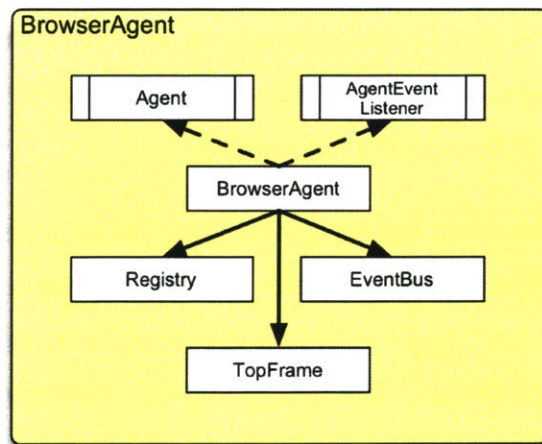 BrowserAgent
Agent
AgentEvent
Listener
BrowserAgent
Registry
EventBus
TopFrame